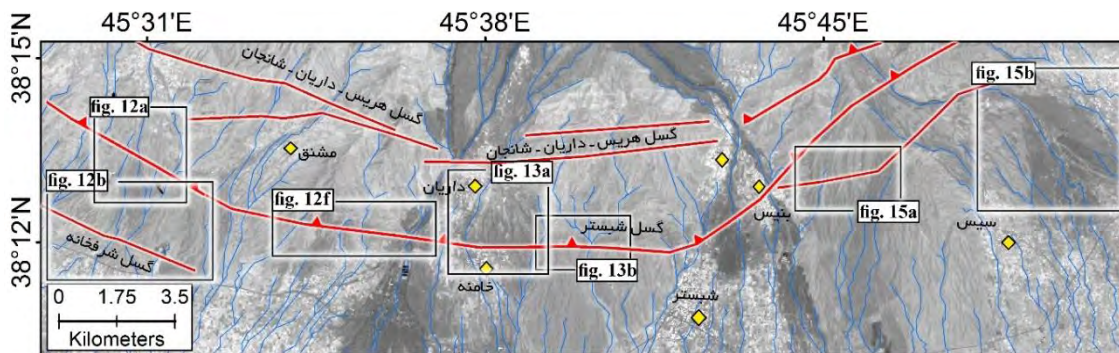 45°31'E
45°38'E
45°45'E
38°15'N
38°12'N
fig. 12a
fig. 12b
fig. 12f
fig. 13a
fig. 13b
fig. 15a
fig. 15b
گسل هریس - داریان - شانجان
گسل هریس - داریان - شانجان
مشنق
داریان
گسل شبستر
بنیس
سیس
گسل شرفخانه
خامنه
شبستر
0 1.75 3.5
Kilometers